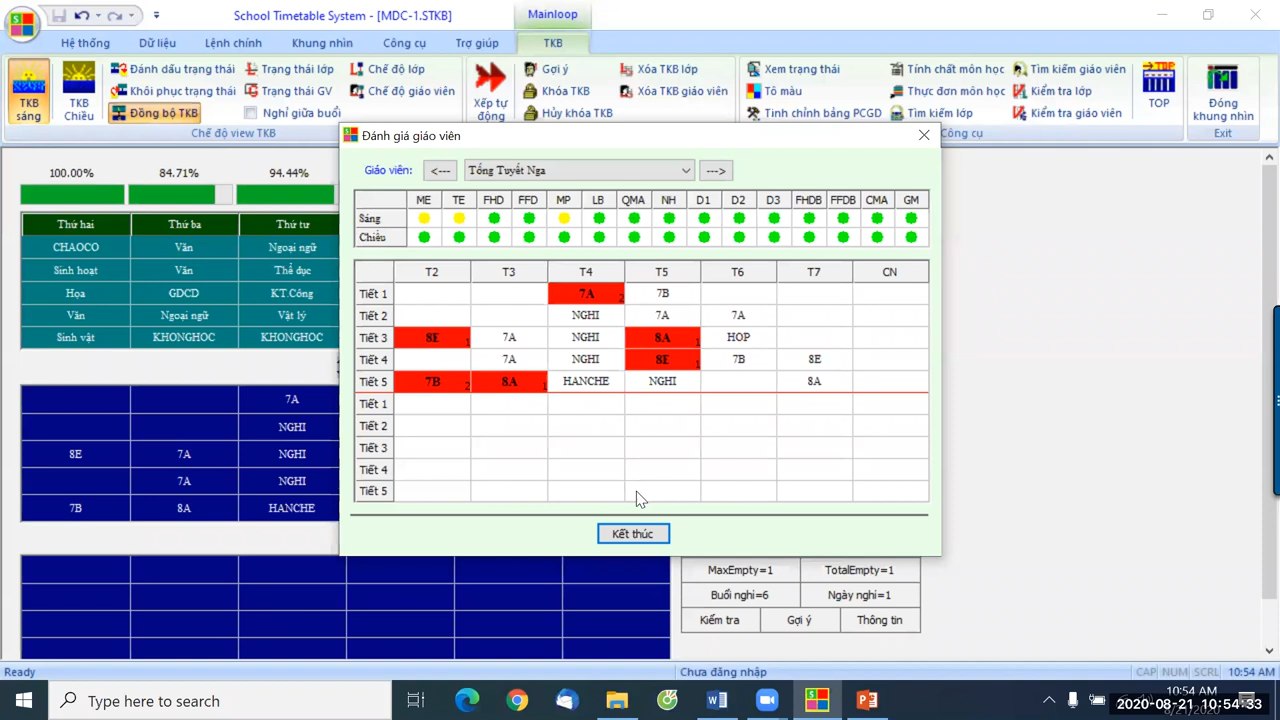 School Timetable System - [MDC-1.STKB]
Mainloop
Hệ thống Dữ liệu Lệnh chính Khung nhìn Công cụ Trợ giúp TKB
TKB sáng
TKB Chiều
Đánh dấu trạng thái Trạng thái lớp Chế độ lớp
Khôi phục trạng thái Trạng thái GV Chế độ giáo viên
Đồng bộ TKB Nghỉ giữa buổi
Chế độ view TKB
Xếp tự động
Gợi ý Xóa TKB lớp
Khóa TKB Xóa TKB giáo viên
Hủy khóa TKB
Xem trạng thái Tính chất môn học Tìm kiếm giáo viên
Tô màu Thực đơn môn học Kiểm tra lớp
Tinh chỉnh bảng PCGD Tìm kiếm lớp Kiểm tra giáo viên
TOP
TOP
Công cụ
Đóng khung nhìn
Exit
100.00% 84.71% 94.44%
Thứ hai Thứ ba Thứ tư
CHAOCO Văn Ngoại ngữ
Sinh hoạt Văn Thể dục
Họa GDCD KT.Công
Văn Ngoại ngữ Vật lý
Sinh vật KHONGHOC KHONGHOC
7A
NGHI
8E 7A NGHI
7A NGHI
7B 8A HANCHE
Đánh giá giáo viên
Giáo viên: <--- Tống Tuyết Nga --->
ME TE FHD FFD MP LB QMA NH D1 D2 D3 FHDB FFDB CMA GM
Sáng
Chiều
T2 T3 T4 T5 T6 T7 CN
Tiết 1 7A 2 7B
Tiết 2 NGHI 7A 7A
Tiết 3 8E 1 7A NGHI 8A 1 HOP
Tiết 4 7A NGHI 8E 1 7B 8E
Tiết 5 7B 2 8A 1 HANCHE NGHI 8A
Tiết 1
Tiết 2
Tiết 3
Tiết 4
Tiết 5
Kết thúc
MaxEmpty=1 TotalEmpty=1
Buổi nghỉ=6 Ngày nghỉ=1
Kiểm tra Gợi ý Thông tin
Ready Chưa đăng nhập CAP NUM SCRL 10:54 AM
Type here to search
10:54 AM
2020-08-21 10:54:33